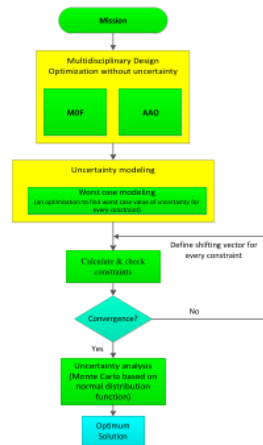 Mission
Multidisciplinary Design
Optimization without uncertainty
MDF
AAO
Uncertainty modeling
Worst case modeling
(an optimization to find worst case value of uncertainty for
every constraint)
Define shifting vector for
every constraint
Calculate & check
constraints
Convergence?
No
Yes
Uncertainty analysis
(Monte Carlo based on
normal distribution
function)
Optimum
Solution